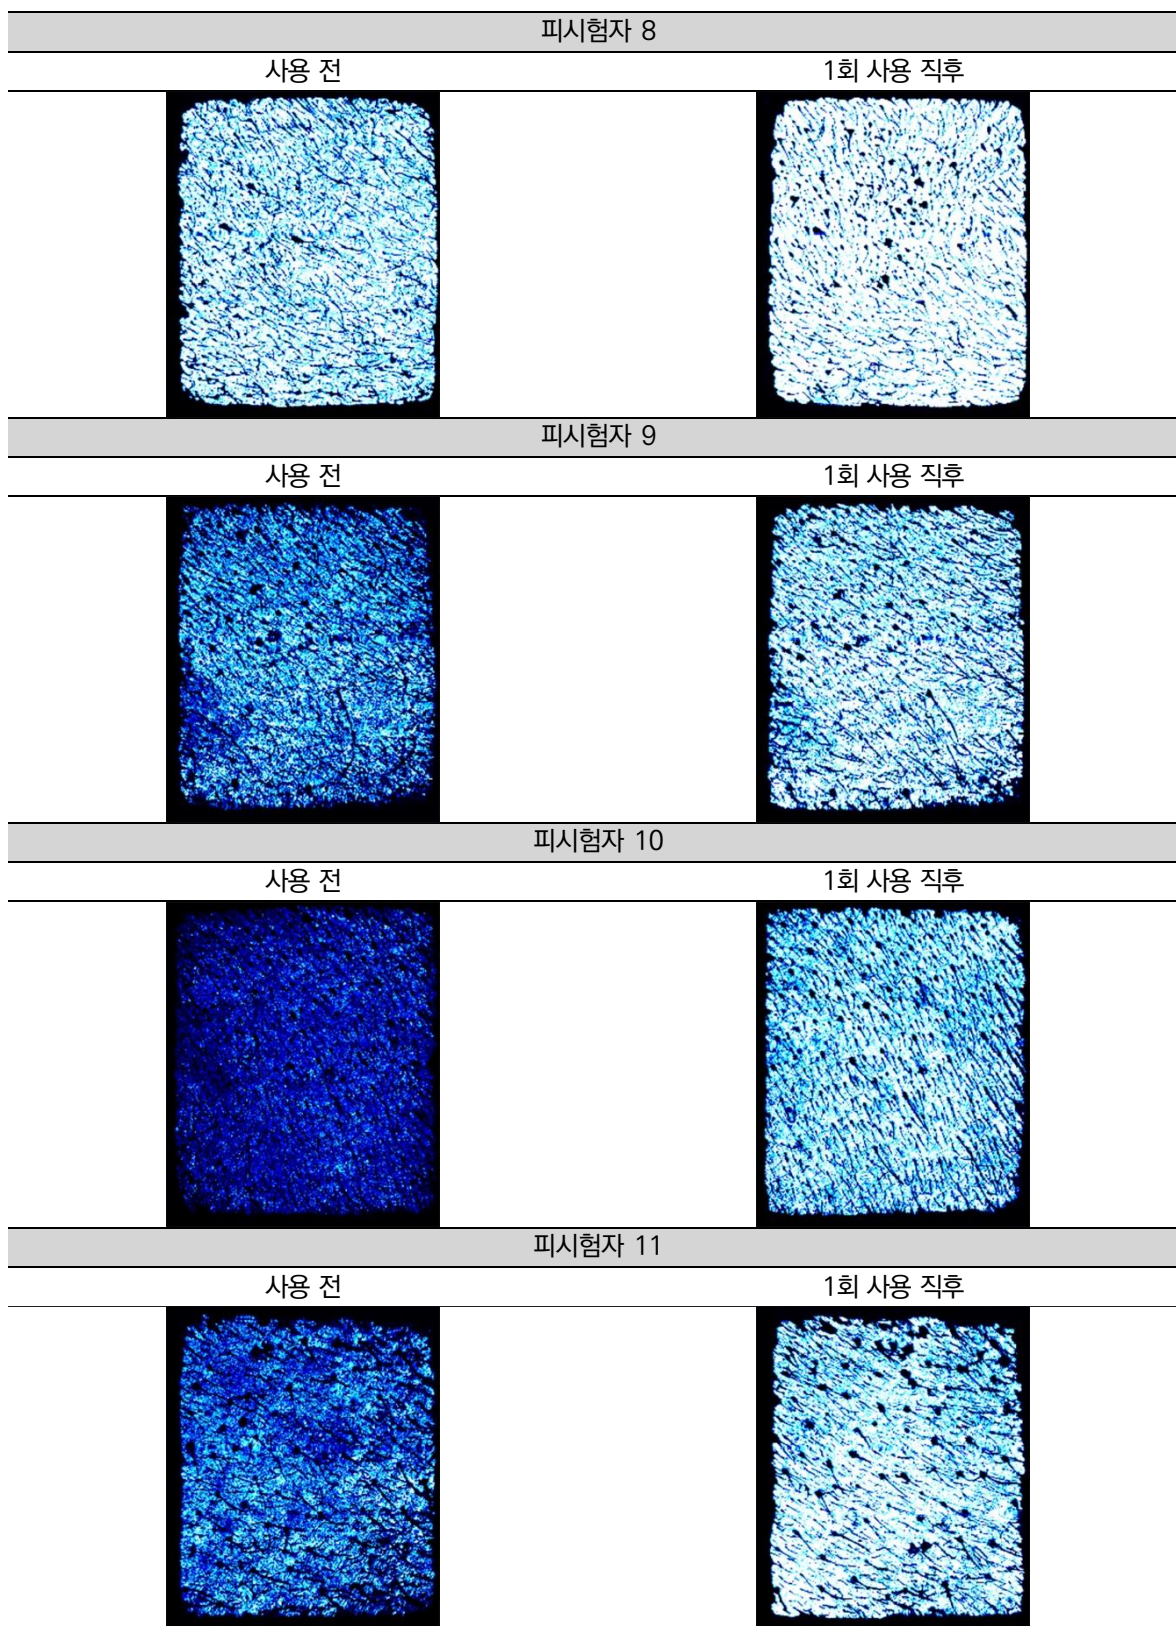 피시험자 8
사용 전 1회 사용 직후
피시험자 9
사용 전 1회 사용 직후
피시험자 10
사용 전 1회 사용 직후
피시험자 11
사용 전 1회 사용 직후